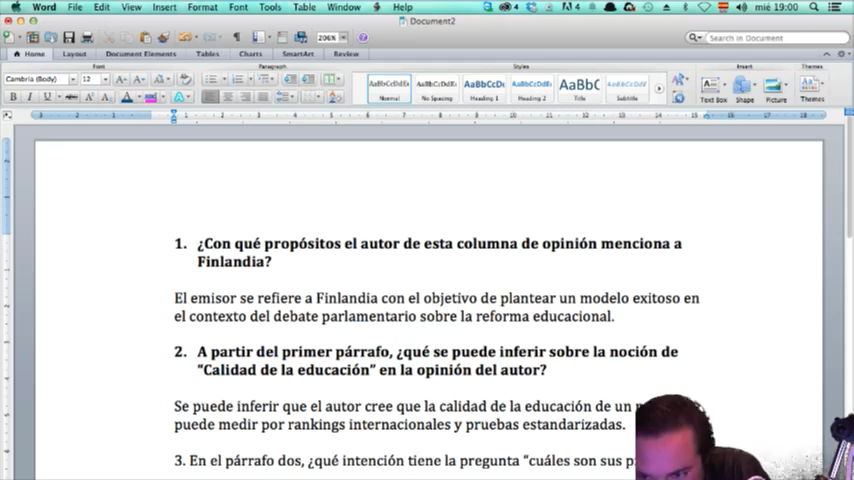 Word File Edit View Insert Format Font Tools Table Window Help 4 4 mié 19:00
Document2
206% Search in Document
Home Layout Document Elements Tables Charts SmartArt Review
Font Paragraph Styles Insert Themes
Cambria (Body) 12
Normal No Spacing Heading 1 Heading 2 Title Subtitle Text Box Shape Picture Themes
1. ¿Con qué propósitos el autor de esta columna de opinión menciona a
Finlandia?
El emisor se refiere a Finlandia con el objetivo de plantear un modelo exitoso en
el contexto del debate parlamentario sobre la reforma educacional.
2. A partir del primer párrafo, ¿qué se puede inferir sobre la noción de
“Calidad de la educación” en la opinión del autor?
Se puede inferir que el autor cree que la calidad de la educación de un
puede medir por rankings internacionales y pruebas estandarizadas.
3. En el párrafo dos, ¿qué intención tiene la pregunta “cuáles son sus